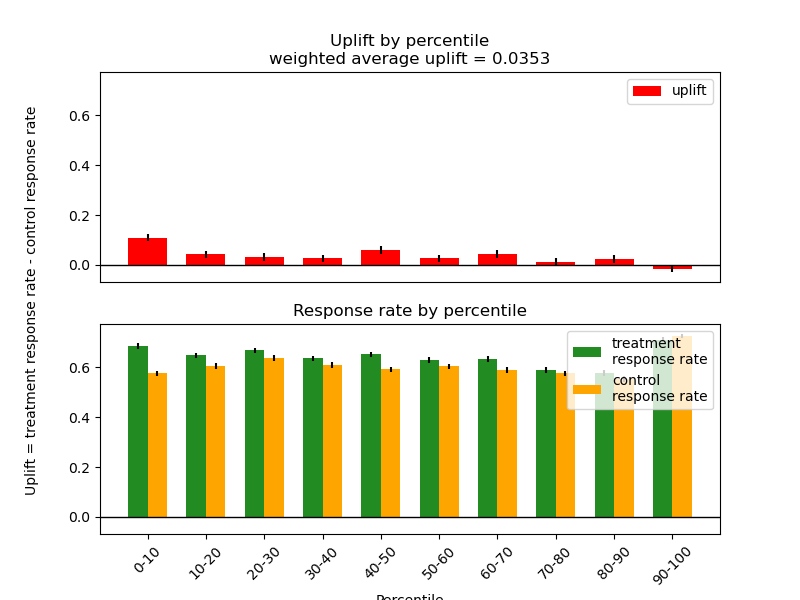 Uplift by percentile
weighted average uplift = 0.0353
uplift
0.6
0.4
0.2
0.0
Uplift = treatment response rate - control response rate
Response rate by percentile
treatment
response rate
control
response rate
0.6
0.4
0.2
0.0
0-10
10-20
20-30
30-40
40-50
50-60
60-70
70-80
80-90
90-100
Percentile